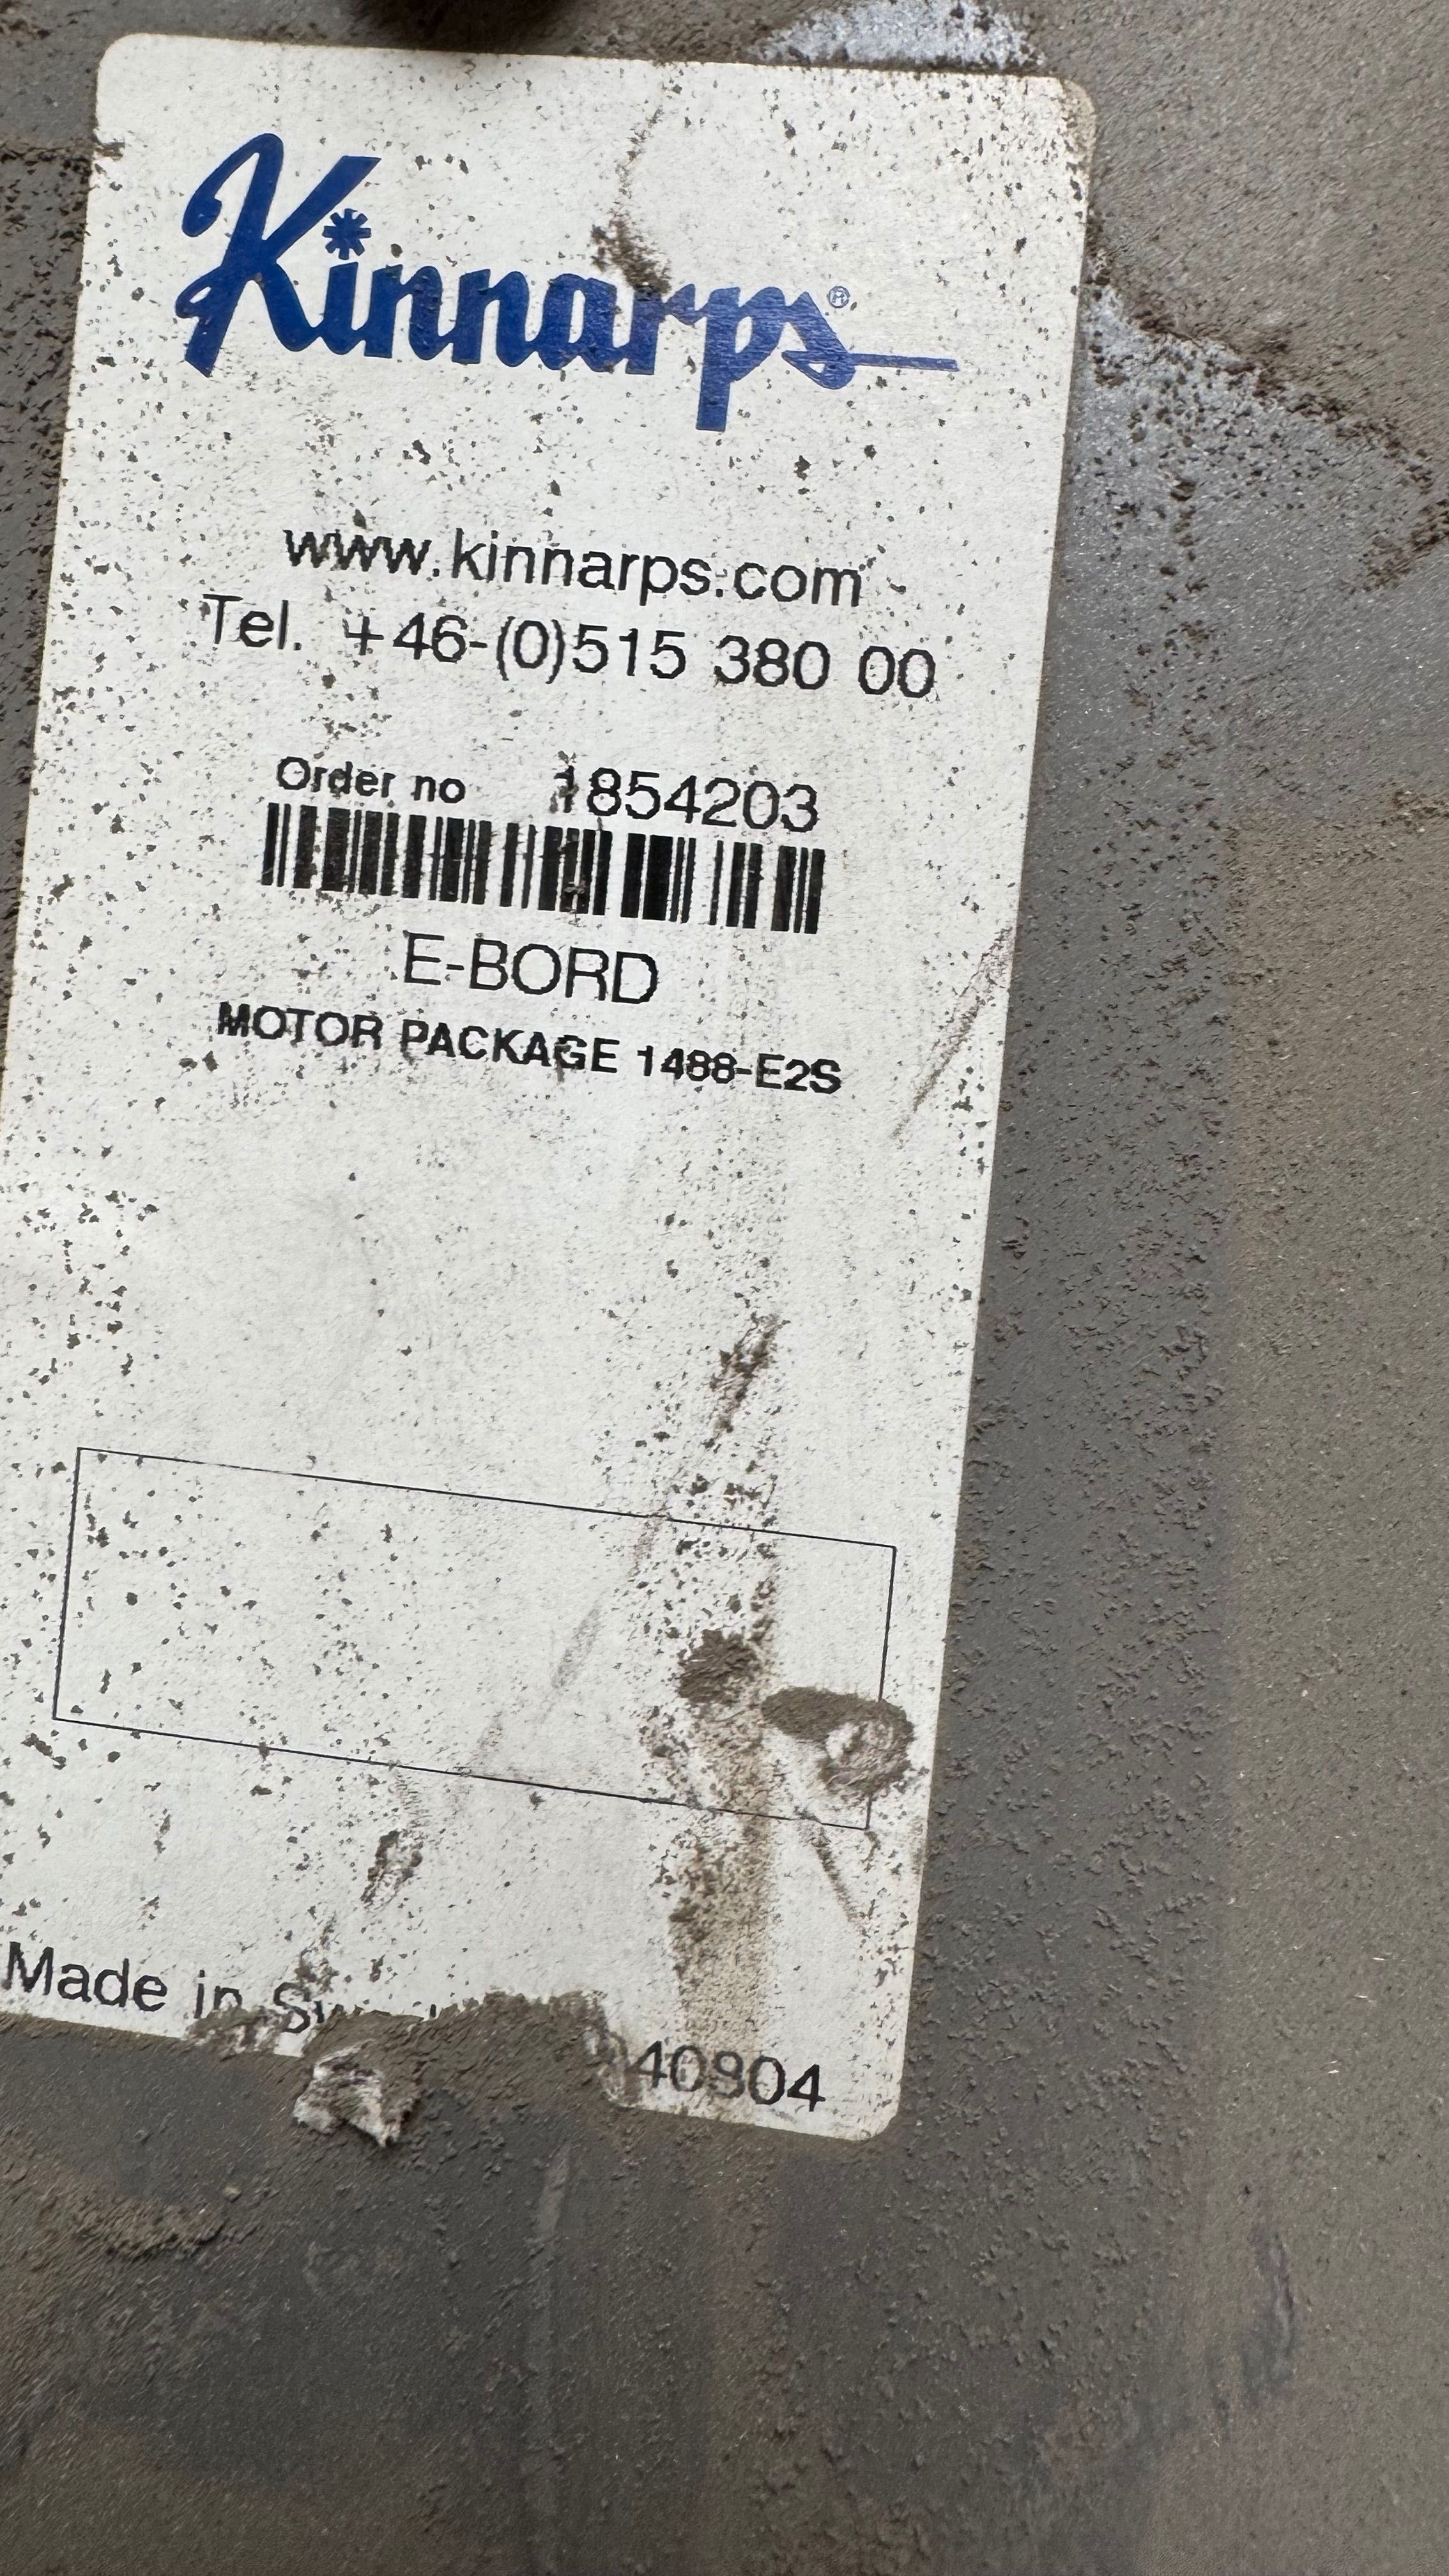 Kinnarps®
www.kinnarps.com
Tel. +46-(0)515 380 00
Order no 1854203
E-BORD
MOTOR PACKAGE 1488-E2S
Made in
40904